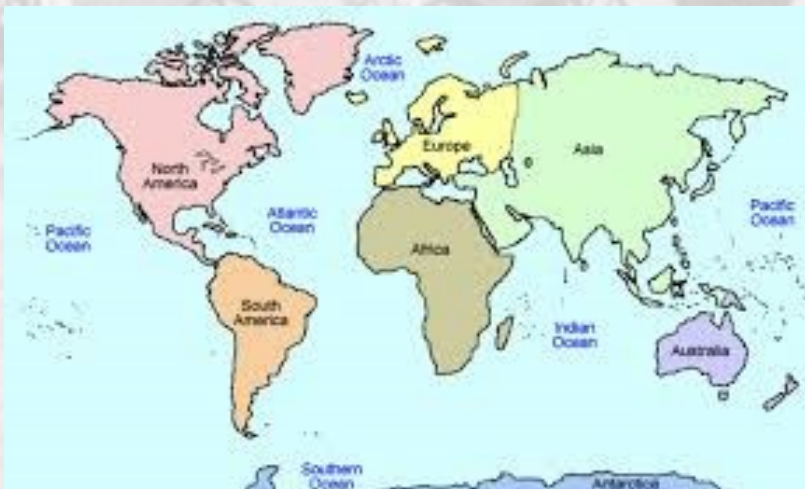 Arctic
Ocean
Europe
Asia
North
America
Atlantic
Ocean
Pacific
Ocean
Pacific
Ocean
Africa
South
America
Indian
Ocean
Australia
Southern
Ocean
Antarctica